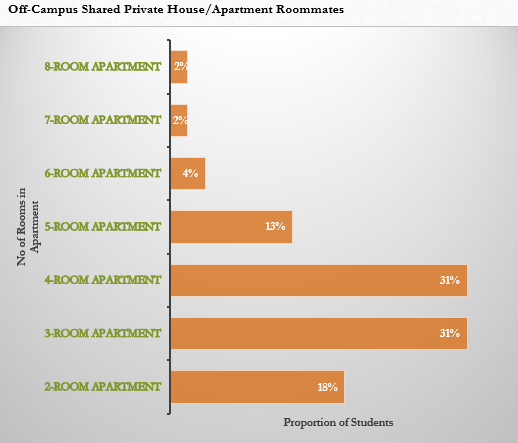 Off-Campus Shared Private House/Apartment Roommates
8-ROOM APARTMENT 2%
7-ROOM APARTMENT 2%
6-ROOM APARTMENT 4%
5-ROOM APARTMENT 13%
4-ROOM APARTMENT 31%
3-ROOM APARTMENT 31%
2-ROOM APARTMENT 18%
No of Rooms in
Apartment
Proportion of Students